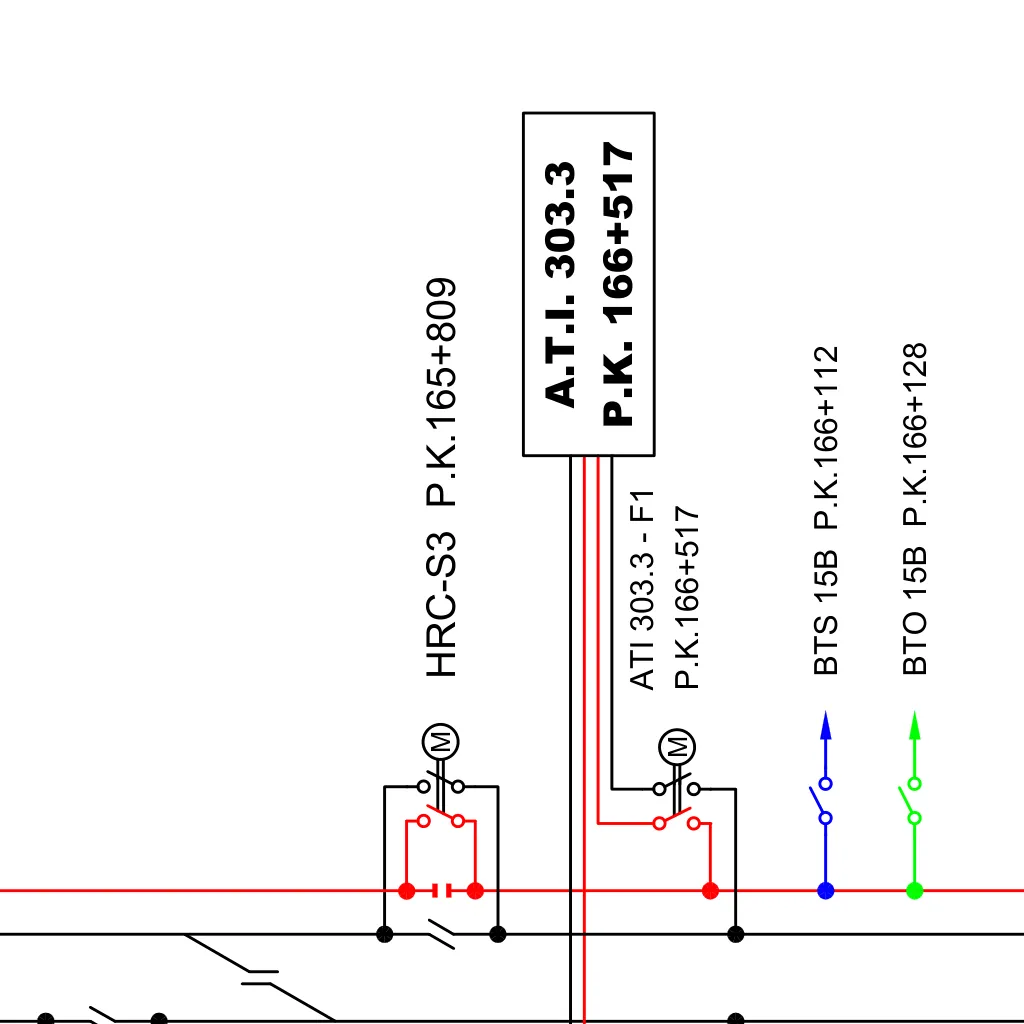 HRC-S3 P.K.165+809
A.T.I. 303.3
P.K. 166+517
ATI 303.3 - F1
P.K.166+517
BTS 15B P.K.166+112
BTO 15B P.K.166+128
M
M